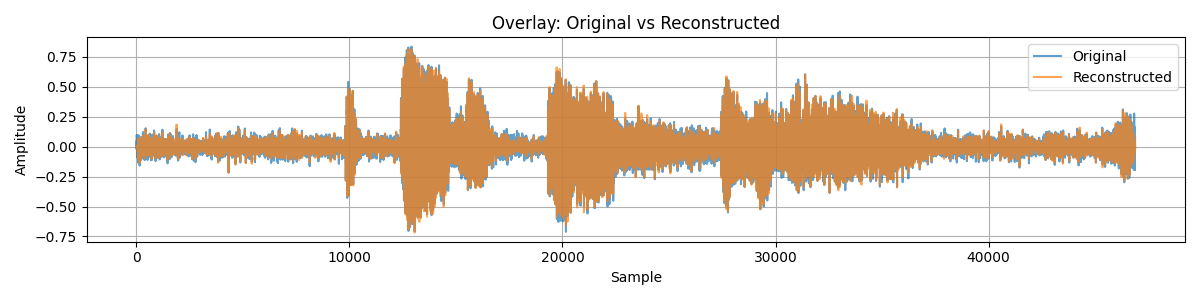 Overlay: Original vs Reconstructed
Original
Reconstructed
Amplitude
0.75
0.50
0.25
0.00
−0.25
−0.50
−0.75
0
10000
20000
30000
40000
Sample